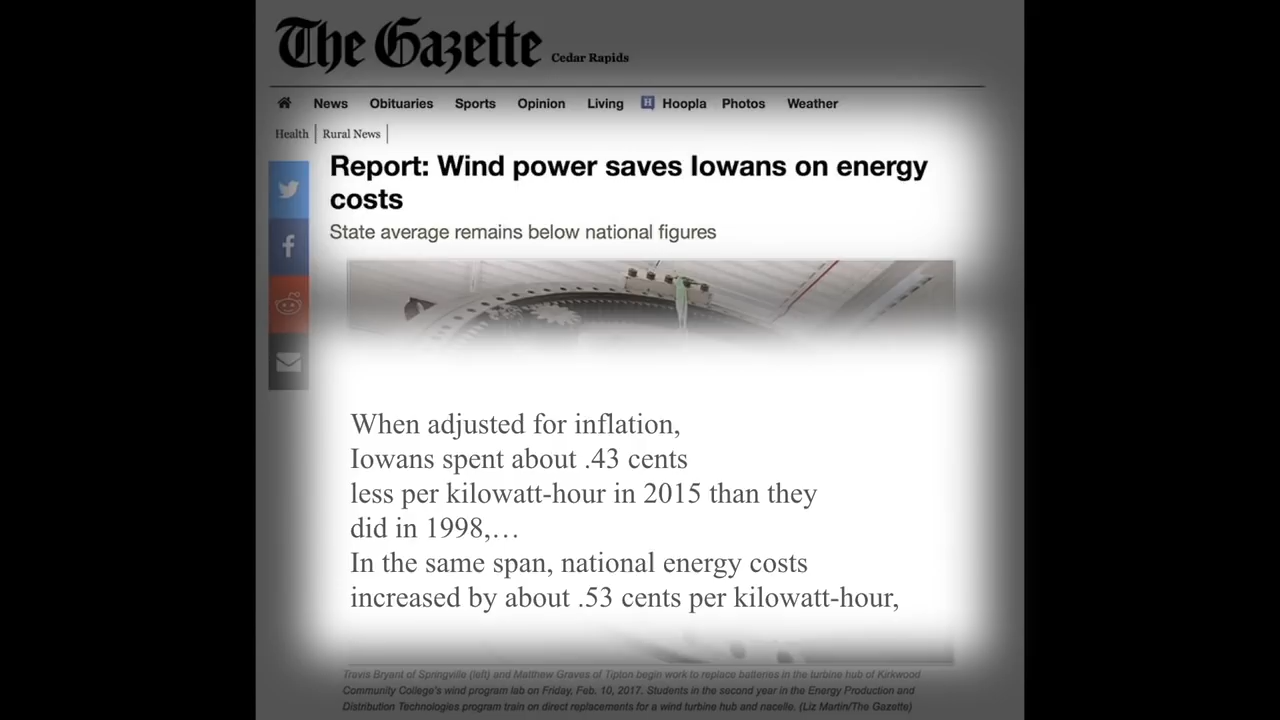 The Gazette Cedar Rapids
News Obituaries Sports Opinion Living H Hoopla Photos Weather
Health Rural News
Report: Wind power saves Iowans on energy
costs
State average remains below national figures
When adjusted for inflation,
Iowans spent about .43 cents
less per kilowatt-hour in 2015 than they
did in 1998,…
In the same span, national energy costs
increased by about .53 cents per kilowatt-hour,
Travis Bryant of Springville (left) and Matthew Graves of Tipton begin work to replace batteries in the turbine hub of Kirkwood
Community College's wind program lab on Friday, Feb. 10, 2017. Students in the second year in the Energy Production and
Distribution Technologies program train on direct replacements for a wind turbine hub and nacelle. (Liz Martin/The Gazette)